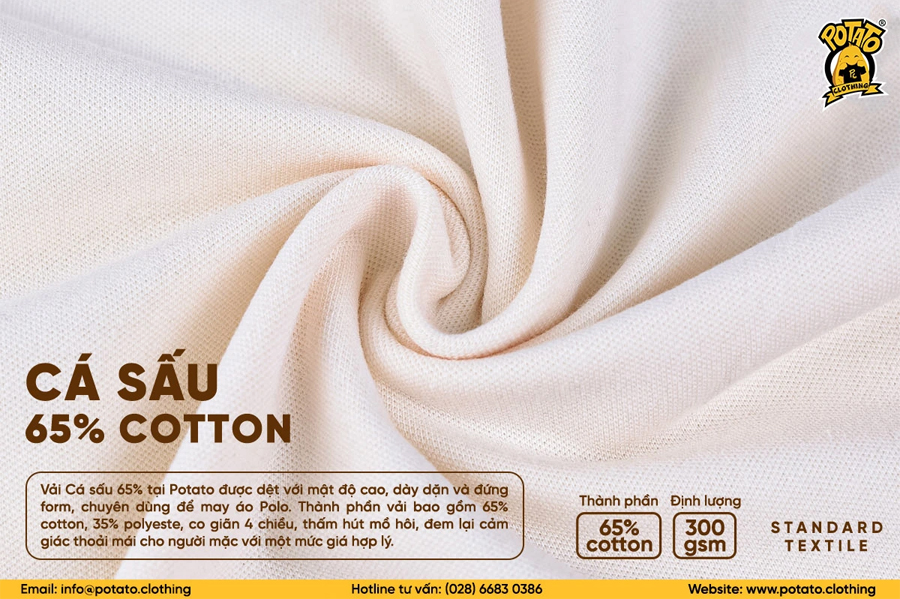 POTATO
CLOTHING
CÁ SẤU
65% COTTON
Vải Cá sấu 65% tại Potato được dệt với mật độ cao, dày dặn và đứng
form, chuyên dùng để may áo Polo. Thành phần vải bao gồm 65%
cotton, 35% polyeste, co giãn 4 chiều, thấm hút mồ hôi, đem lại cảm
giác thoải mái cho người mặc với một mức giá hợp lý.
Thành phần
65%
cotton
Định lượng
300
gsm
STANDARD
TEXTILE
Email: info@potato.clothing
Hotline tư vấn: (028) 6683 0386
Website: www.potato.clothing